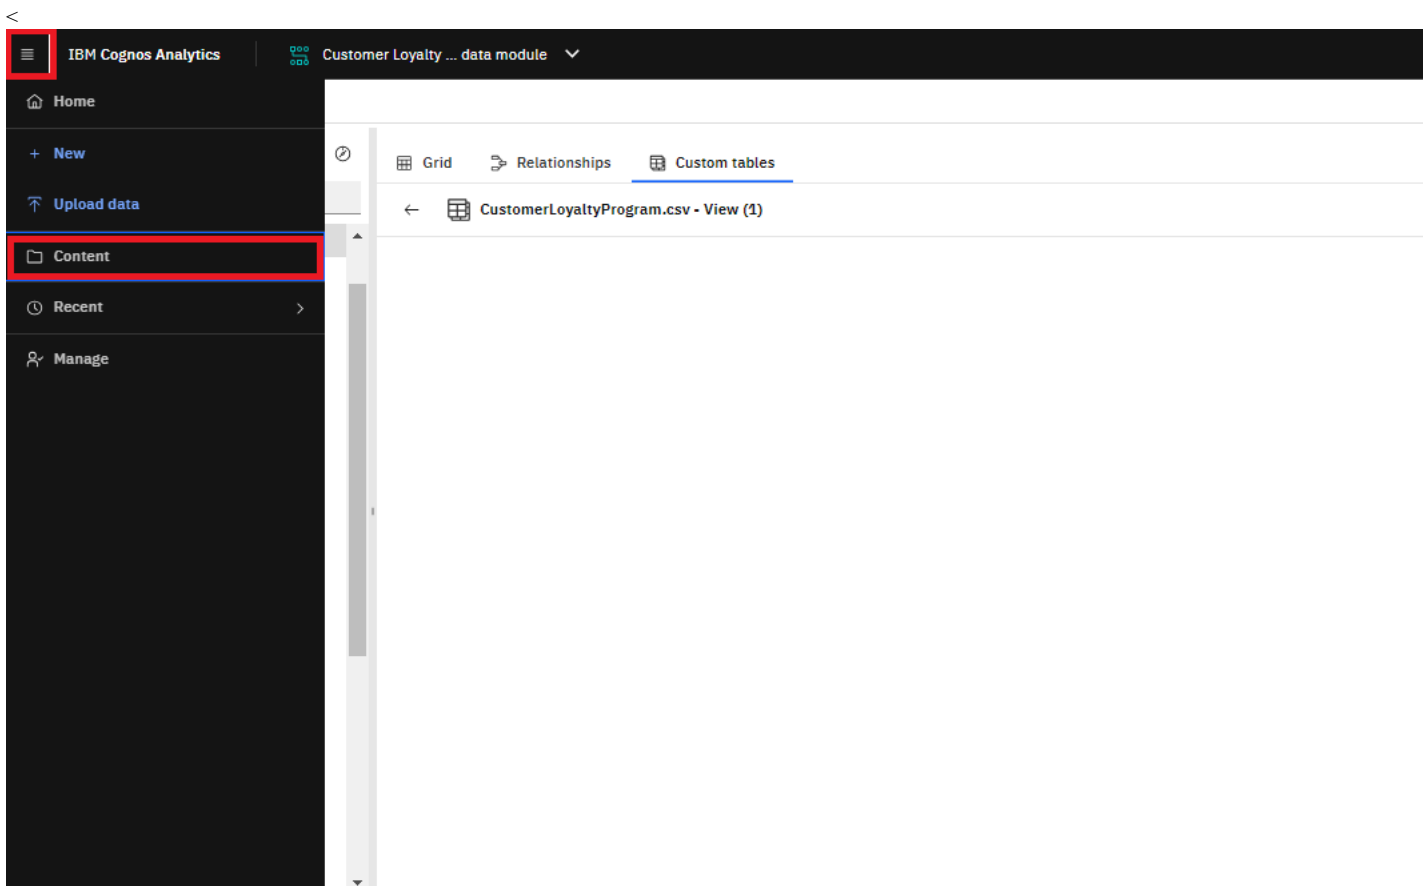 <
IBM Cognos Analytics
Customer Loyalty ... data module
Home
+ New
Upload data
Content
Recent
Manage
Grid
Relationships
Custom tables
CustomerLoyaltyProgram.csv - View (1)